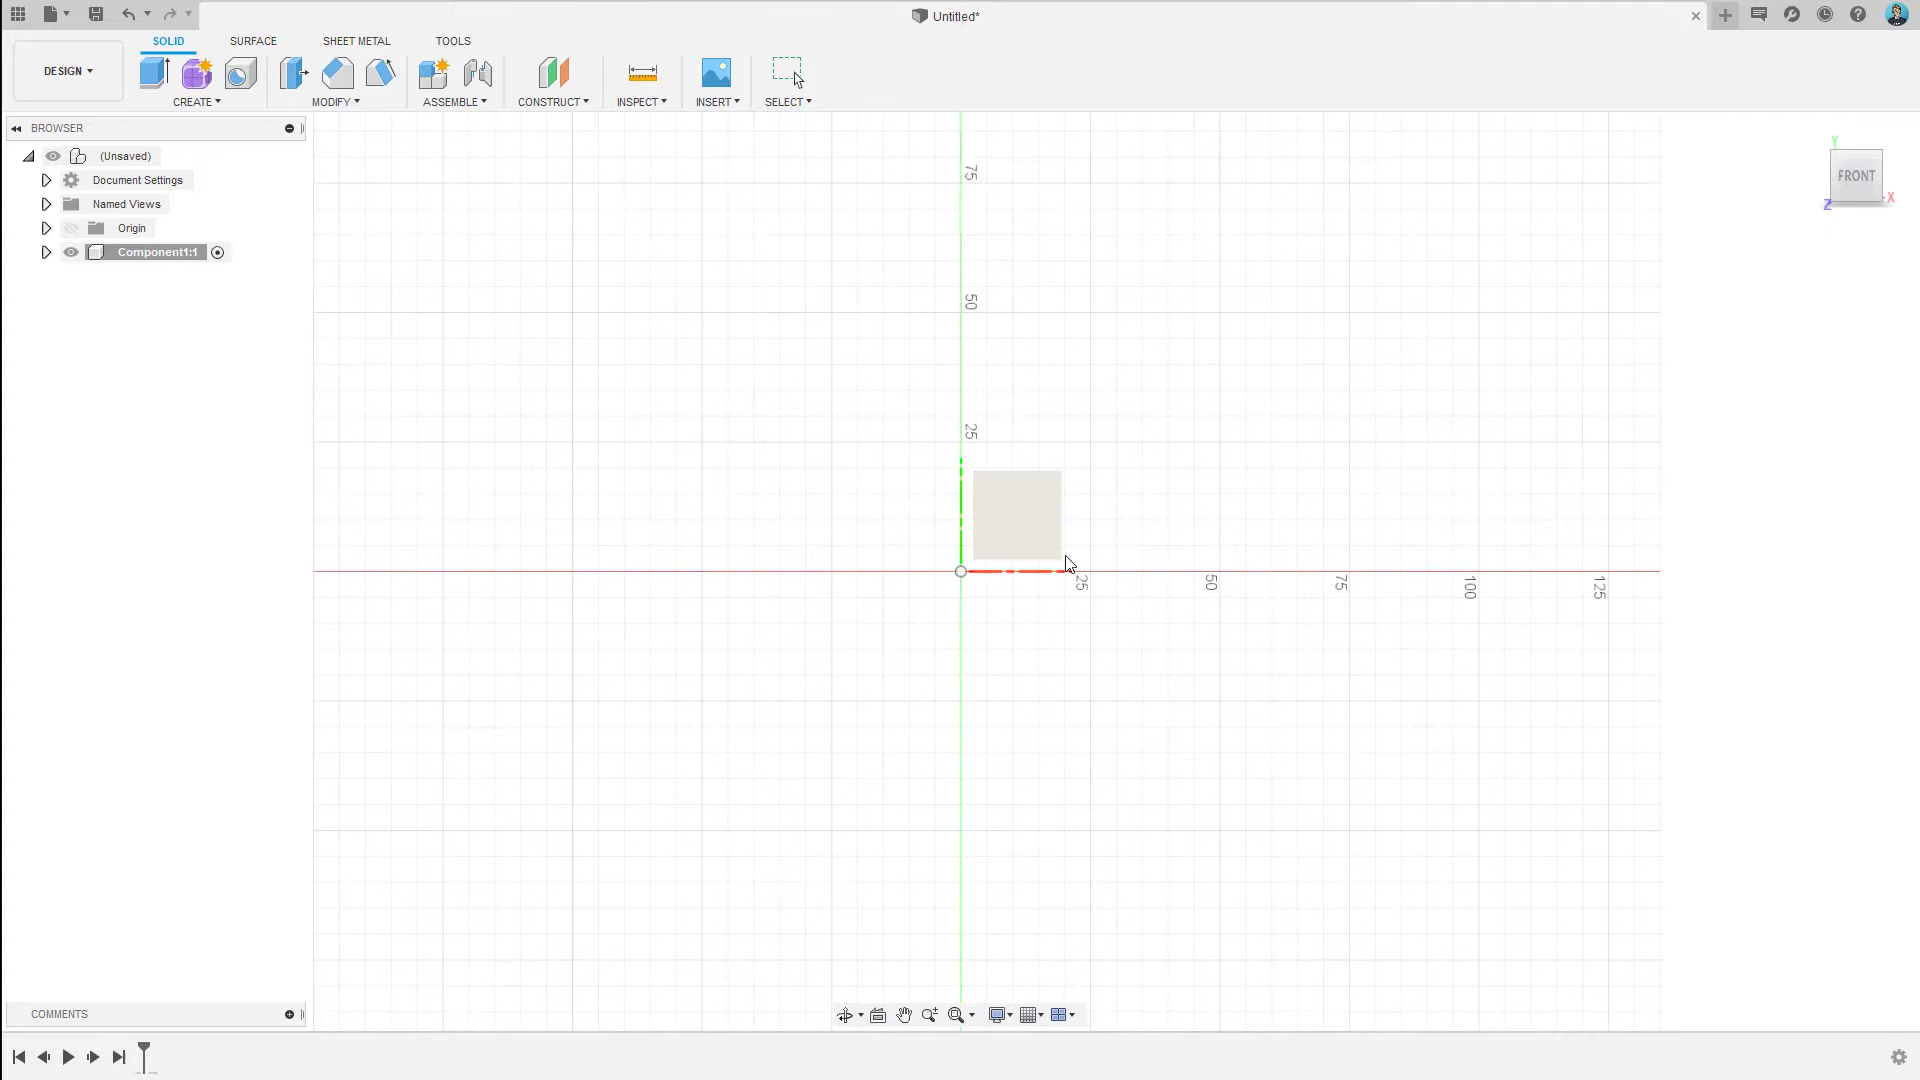 Untitled*
SOLID
SURFACE
SHEET METAL
TOOLS
DESIGN
CREATE
MODIFY
ASSEMBLE
CONSTRUCT
INSPECT
INSERT
SELECT
BROWSER
(Unsaved)
Document Settings
Named Views
Origin
Component1:1
Y
FRONT
X
Z
75
50
25
25
50
75
100
125
COMMENTS